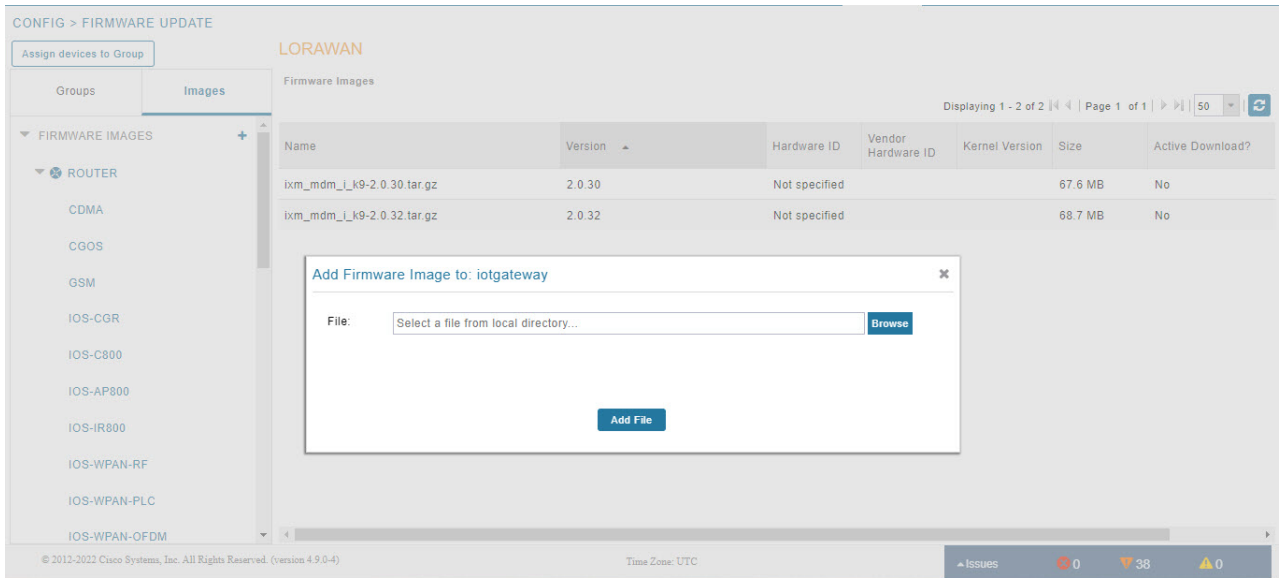 CONFIG > FIRMWARE UPDATE
Assign devices to Group
LORAWAN
Groups
Images
Firmware Images
Displaying 1 - 2 of 2 | Page 1 of 1 | 50
FIRMWARE IMAGES +
Name Version Hardware ID Vendor Hardware ID Kernel Version Size Active Download?
ROUTER
ixm_mdm_i_k9-2.0.30.tar.gz 2.0.30 Not specified 67.6 MB No
CDMA
ixm_mdm_i_k9-2.0.32.tar.gz 2.0.32 Not specified 68.7 MB No
CGOS
GSM
IOS-CGR
IOS-C800
IOS-AP800
IOS-IR800
IOS-WPAN-RF
IOS-WPAN-PLC
IOS-WPAN-OFDM
Add Firmware Image to: iotgateway
File: Select a file from local directory... Browse
Add File
© 2012-2022 Cisco Systems, Inc. All Rights Reserved. (version 4.9.0-4) Time Zone: UTC Issues 0 38 0